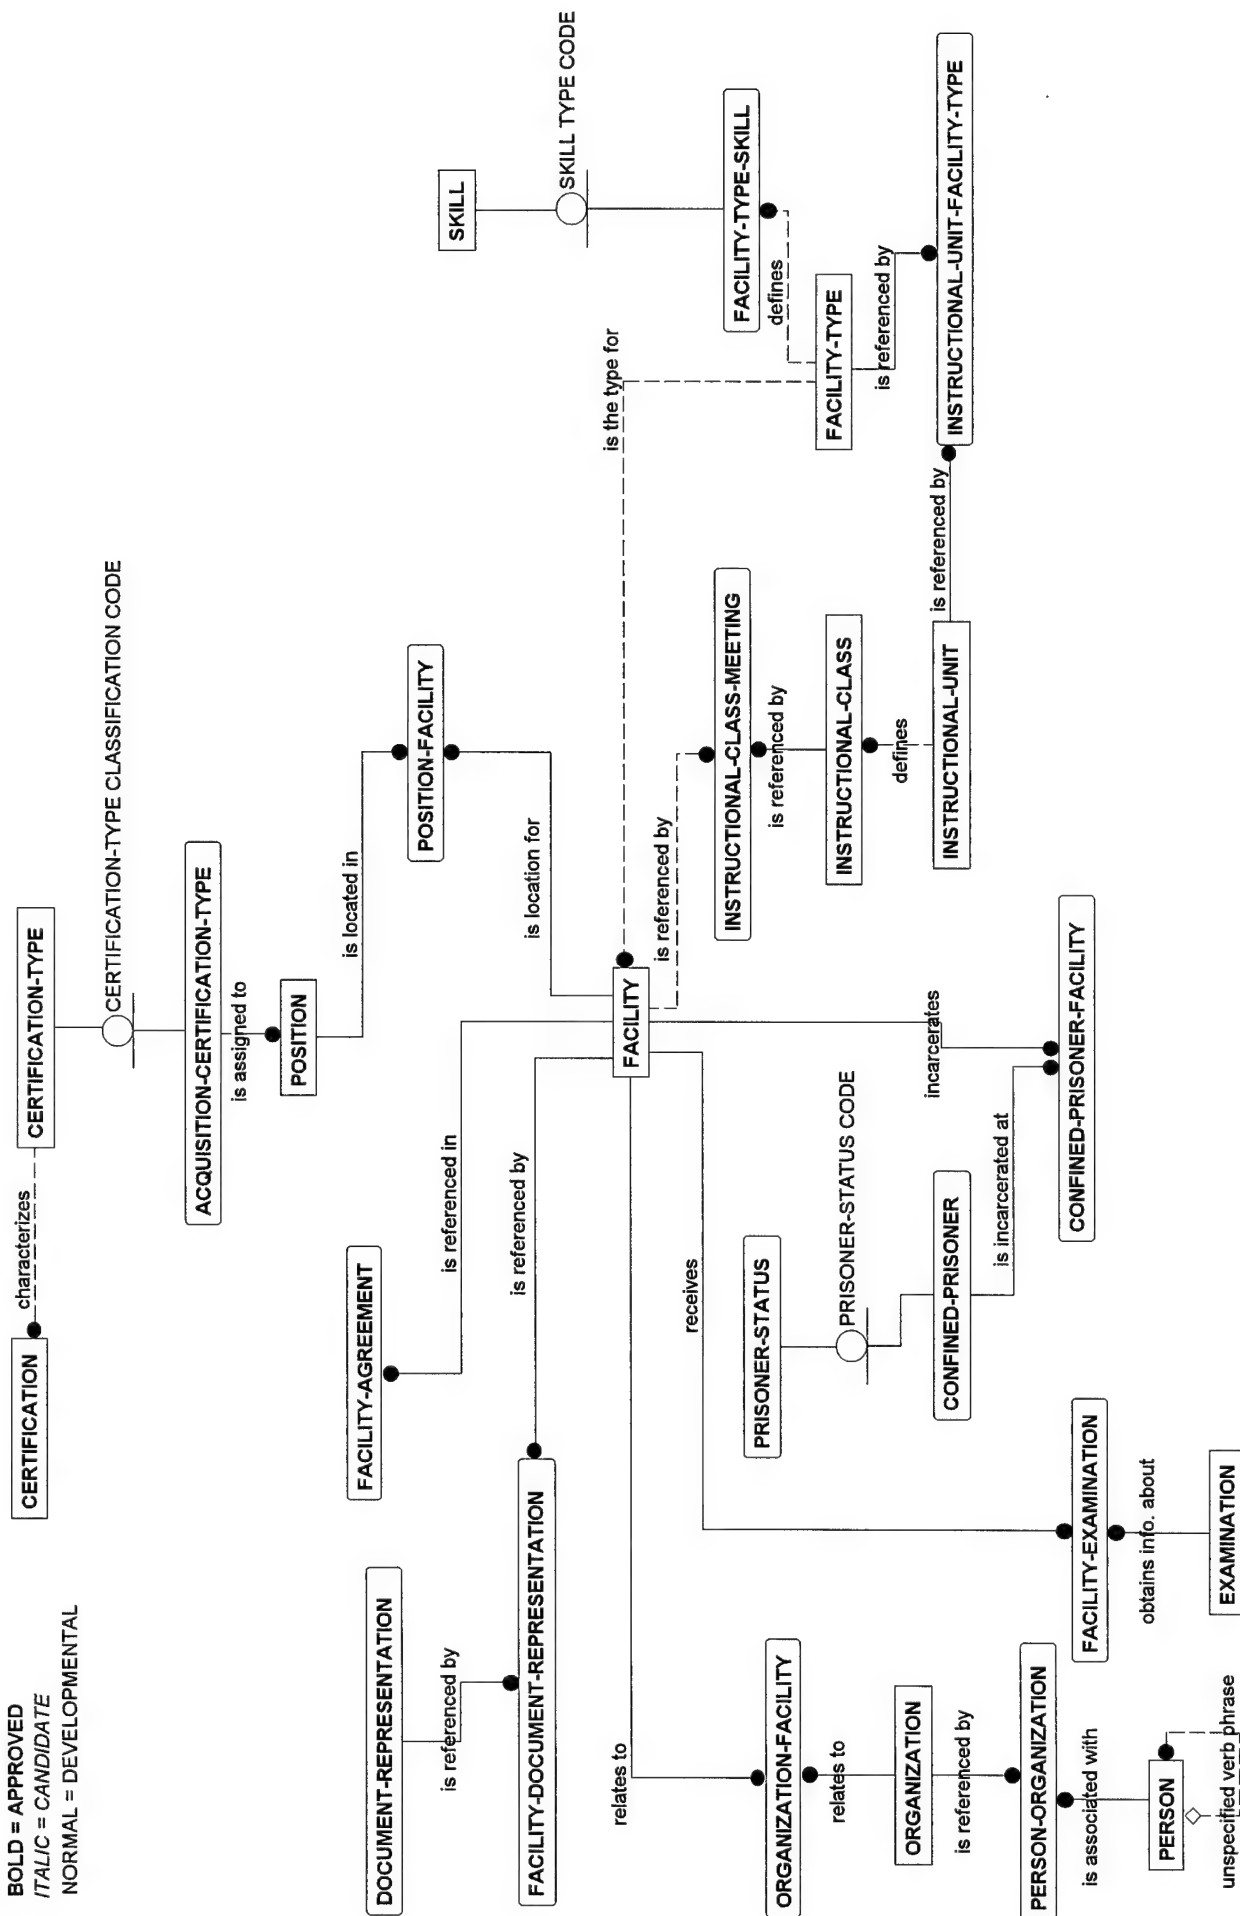 BOLD = APPROVED
ITALIC = CANDIDATE
NORMAL = DEVELOPMENTAL
CERTIFICATION
characterizes
CERTIFICATION-TYPE
CERTIFICATION-TYPE CLASSIFICATION CODE
ACQUISITION-CERTIFICATION-TYPE
is assigned to
POSITION
is located in
POSITION-FACILITY
is location for
SKILL
SKILL TYPE CODE
FACILITY-TYPE-SKILL
defines
is the type for
FACILITY-TYPE
is referenced by
INSTRUCTIONAL-UNIT-FACILITY-TYPE
is referenced by
FACILITY-AGREEMENT
is referenced in
DOCUMENT-REPRESENTATION
is referenced by
FACILITY-DOCUMENT-REPRESENTATION
is referenced by
FACILITY
is referenced by
INSTRUCTIONAL-CLASS-MEETING
is referenced by
INSTRUCTIONAL-CLASS
defines
INSTRUCTIONAL-UNIT
relates to
receives
incarcerates
PRISONER-STATUS
PRISONER-STATUS CODE
CONFINED-PRISONER
is incarcerated at
CONFINED-PRISONER-FACILITY
ORGANIZATION-FACILITY
relates to
ORGANIZATION
is referenced by
PERSON-ORGANIZATION
is associated with
PERSON
unspecified verb phrase
FACILITY-EXAMINATION
obtains info. about
EXAMINATION